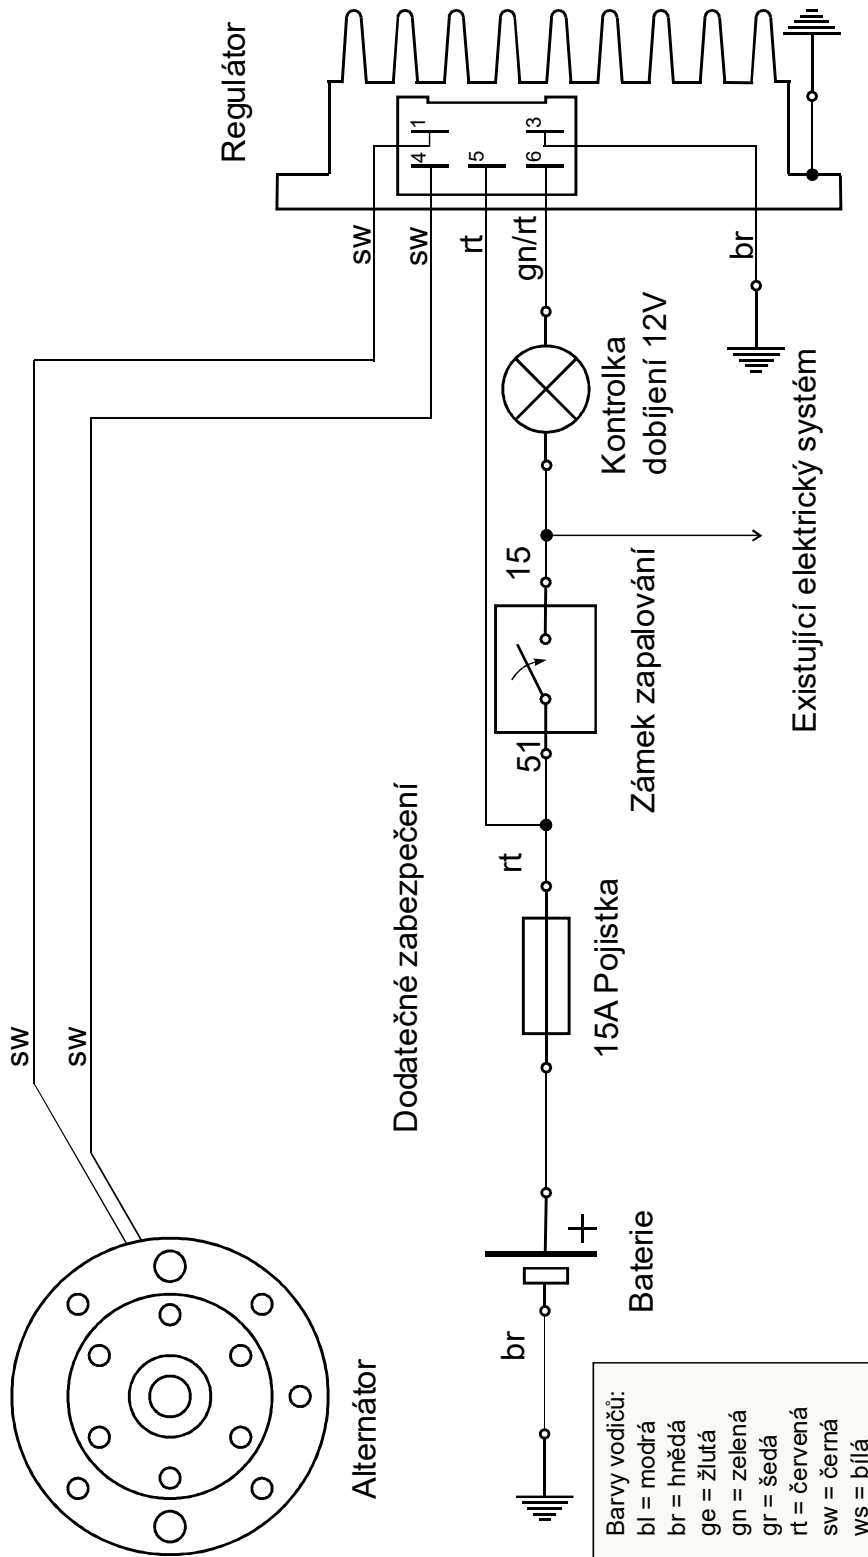 Regulátor
1
4
5
3
6
sw
sw
rt
gn/rt
br
Kontrolka
dobíjení 12V
Existující elektrický systém
15
Zámek zapalování
51
rt
Dodatečné zabezpečení
15A Pojistka
sw
sw
+
Baterie
br
Alternátor
Barvy vodičů:
bl = modrá
br = hnědá
ge = žlutá
gn = zelená
gr = šedá
rt = červená
sw = černá
ws = bílá